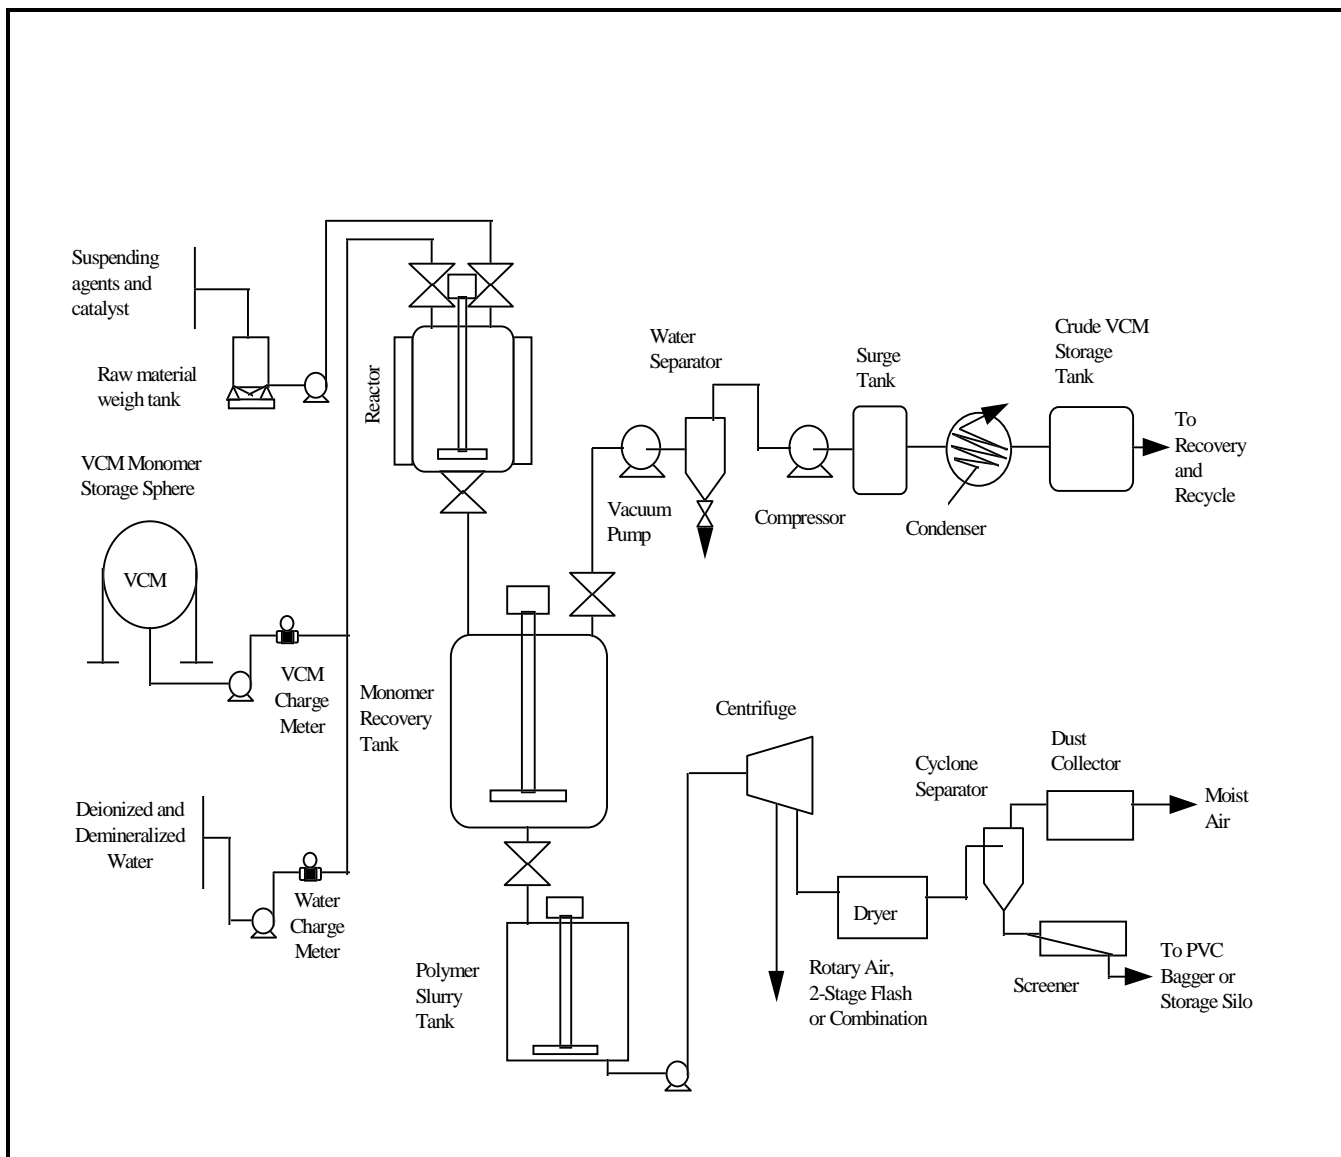 Suspending
agents and
catalyst
Raw material
weigh tank
Reactor
VCM Monomer
Storage Sphere
VCM
VCM
Charge
Meter
Monomer
Recovery
Tank
Deionized and
Demineralized
Water
Water
Charge
Meter
Polymer
Slurry
Tank
Water
Separator
Vacuum
Pump
Compressor
Surge
Tank
Condenser
Crude VCM
Storage
Tank
To
Recovery
and
Recycle
Centrifuge
Rotary Air,
2-Stage Flash
or Combination
Dryer
Cyclone
Separator
Dust
Collector
Moist
Air
Screener
To PVC
Bagger or
Storage Silo